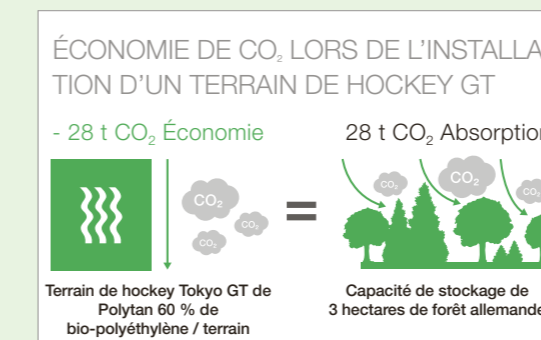 ÉCONOMIE DE CO₂ LORS DE L'INSTALLA
TION D'UN TERRAIN DE HOCKEY GT
- 28 t CO₂ Économie
28 t CO₂ Absorption
CO₂
CO₂
CO₂
=
CO₂
CO₂
CO₂
Terrain de hockey Tokyo GT de
Polytan 60 % de
bio-polyéthylène / terrain
Capacité de stockage de
3 hectares de forêt allemande